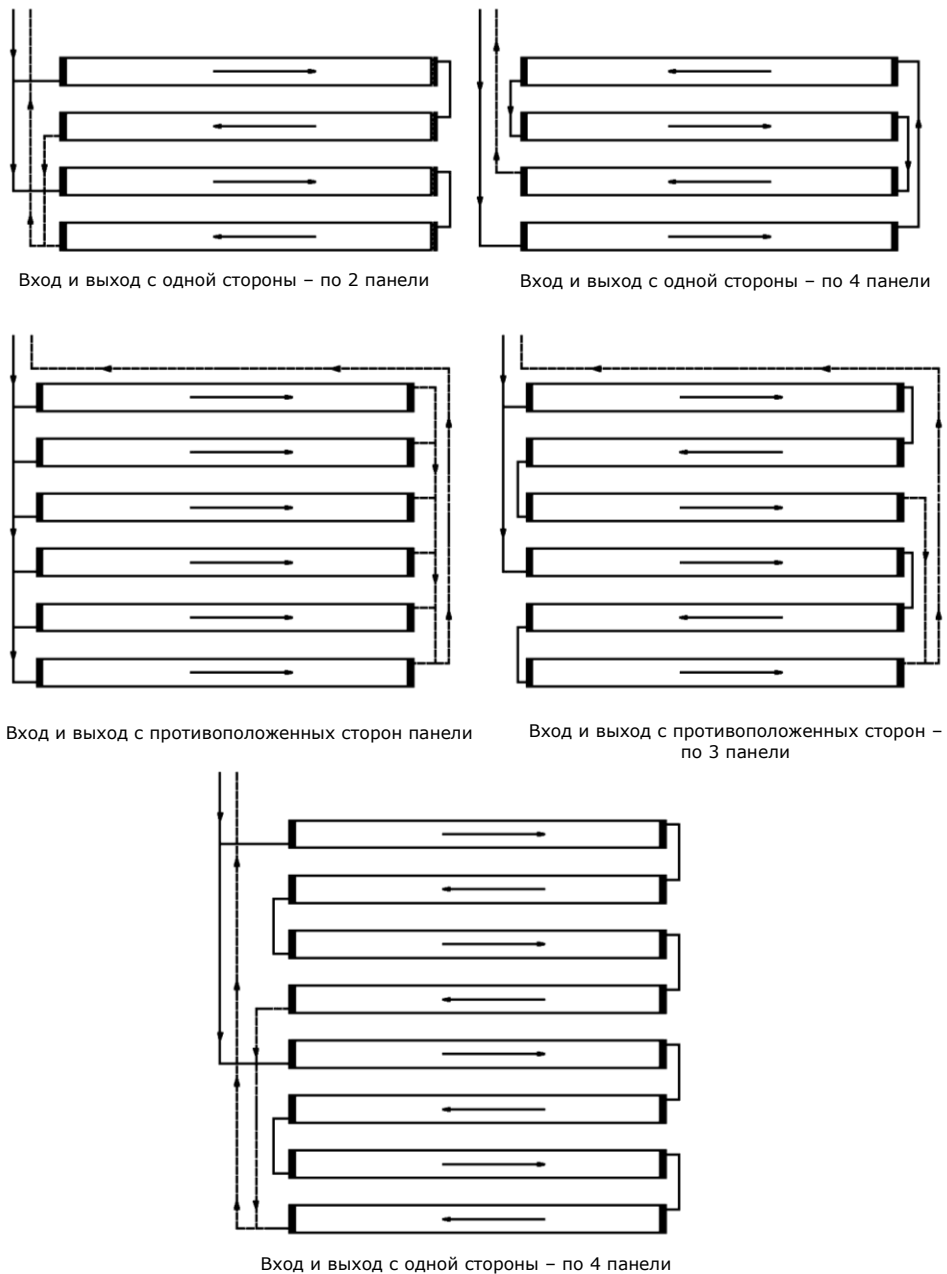 Вход и выход с одной стороны – по 2 панели
Вход и выход с одной стороны – по 4 панели
Вход и выход с противоположенных сторон панели
Вход и выход с противоположенных сторон –
по 3 панели
Вход и выход с одной стороны – по 4 панели